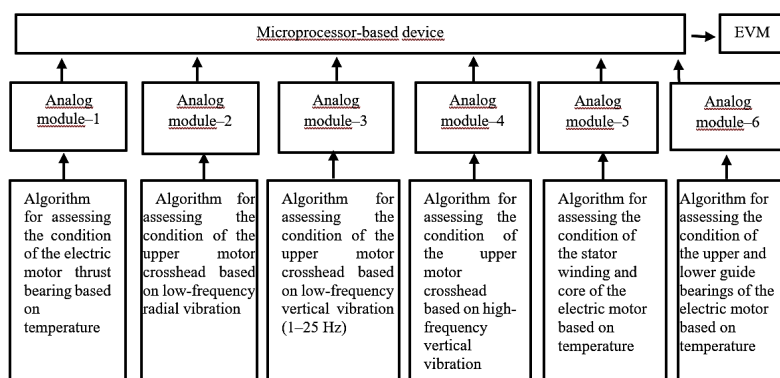 Microprocessor-based device
EVM
Analog
module–1
Analog
module–2
Analog
module–3
Analog
module–4
Analog
module–5
Analog
module–6
Algorithm
for assessing
the condition
of the electric
motor thrust
bearing based
on
temperature
Algorithm for
assessing the
condition of the
upper motor
crosshead based
on low-frequency
radial vibration
Algorithm for
assessing the
condition of the
upper motor
crosshead based on
low-frequency
vertical vibration
(1–25 Hz)
Algorithm for
assessing the
condition of
the upper
motor
crosshead
based on high-
frequency
vertical
vibration
Algorithm for
assessing the
condition of
the stator
winding and
core of the
electric motor
based on
temperature
Algorithm for
assessing the
condition of
the upper and
lower guide
bearings of the
electric motor
based on
temperature